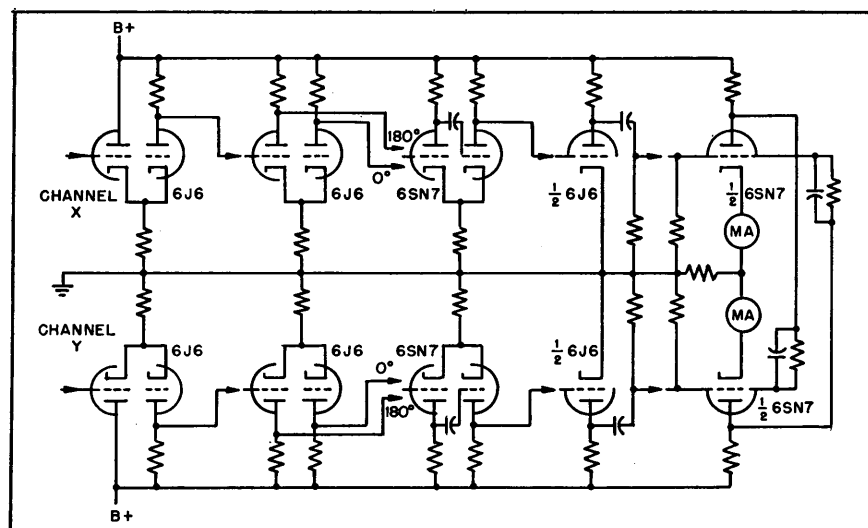 B+
180°
0°
CHANNEL
X
6J6
6J6
6SN7
1/2 6J6
1/2 6SN7
MA
MA
CHANNEL
Y
6J6
6J6
0°
180°
6SN7
1/2 6J6
1/2 6SN7
B+